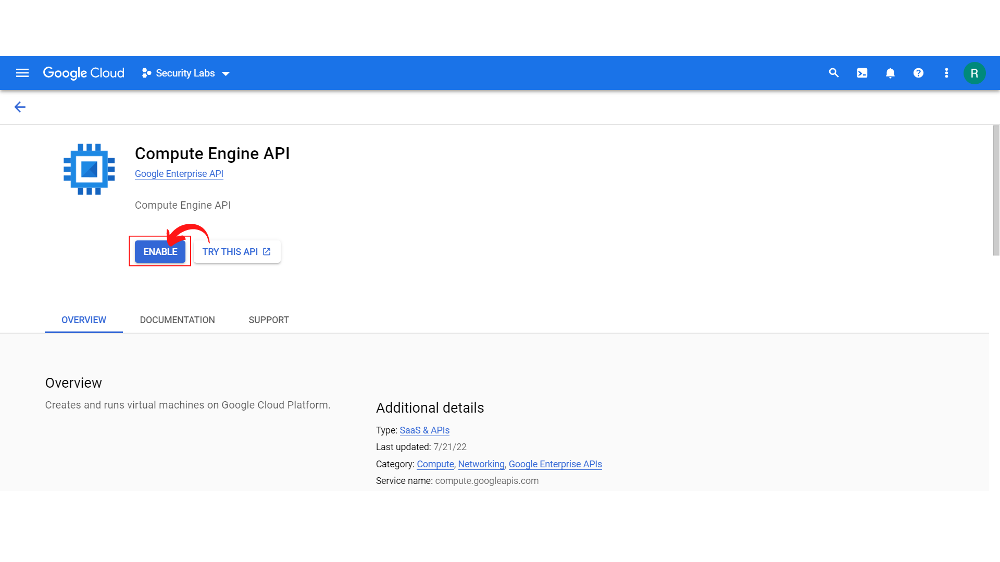 Google Cloud Security Labs R
Compute Engine API
Google Enterprise API
Compute Engine API
ENABLE TRY THIS API
OVERVIEW DOCUMENTATION SUPPORT
Overview
Creates and runs virtual machines on Google Cloud Platform.
Additional details
Type: SaaS & APIs
Last updated: 7/21/22
Category: Compute, Networking, Google Enterprise APIs
Service name: compute.googleapis.com